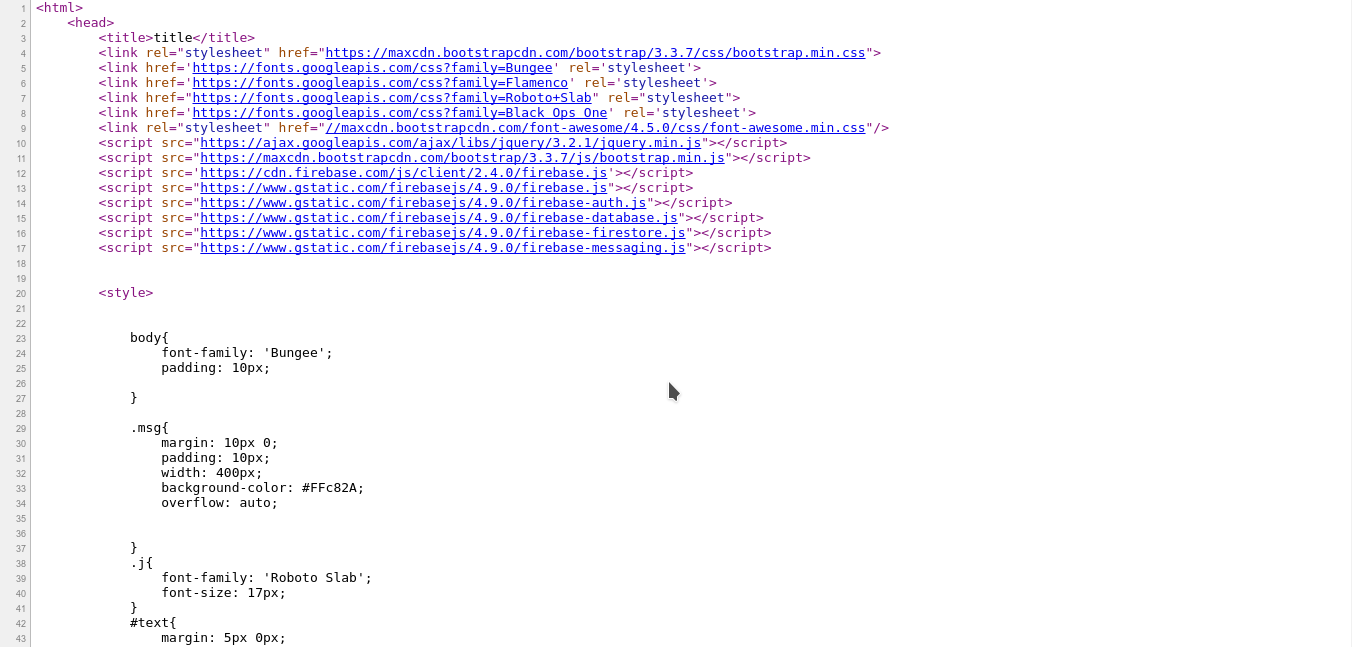 1 <html>
2 <head>
3 <title>title</title>
4 <link rel="stylesheet" href="https://maxcdn.bootstrapcdn.com/bootstrap/3.3.7/css/bootstrap.min.css">
5 <link href='https://fonts.googleapis.com/css?family=Bungee' rel='stylesheet'>
6 <link href='https://fonts.googleapis.com/css?family=Flamenco' rel='stylesheet'>
7 <link href="https://fonts.googleapis.com/css?family=Roboto+Slab" rel="stylesheet">
8 <link href='https://fonts.googleapis.com/css?family=Black Ops One' rel='stylesheet'>
9 <link rel="stylesheet" href="//maxcdn.bootstrapcdn.com/font-awesome/4.5.0/css/font-awesome.min.css"/>
10 <script src="https://ajax.googleapis.com/ajax/libs/jquery/3.2.1/jquery.min.js"></script>
11 <script src="https://maxcdn.bootstrapcdn.com/bootstrap/3.3.7/js/bootstrap.min.js"></script>
12 <script src='https://cdn.firebase.com/js/client/2.4.0/firebase.js'></script>
13 <script src="https://www.gstatic.com/firebasejs/4.9.0/firebase.js"></script>
14 <script src="https://www.gstatic.com/firebasejs/4.9.0/firebase-auth.js"></script>
15 <script src="https://www.gstatic.com/firebasejs/4.9.0/firebase-database.js"></script>
16 <script src="https://www.gstatic.com/firebasejs/4.9.0/firebase-firestore.js"></script>
17 <script src="https://www.gstatic.com/firebasejs/4.9.0/firebase-messaging.js"></script>
18
19
20 <style>
21
22
23 body{
24 font-family: 'Bungee';
25 padding: 10px;
26
27 }
28
29 .msg{
30 margin: 10px 0;
31 padding: 10px;
32 width: 400px;
33 background-color: #FFc82A;
34 overflow: auto;
35
36
37 }
38 .j{
39 font-family: 'Roboto Slab';
40 font-size: 17px;
41 }
42 #text{
43 margin: 5px 0px;